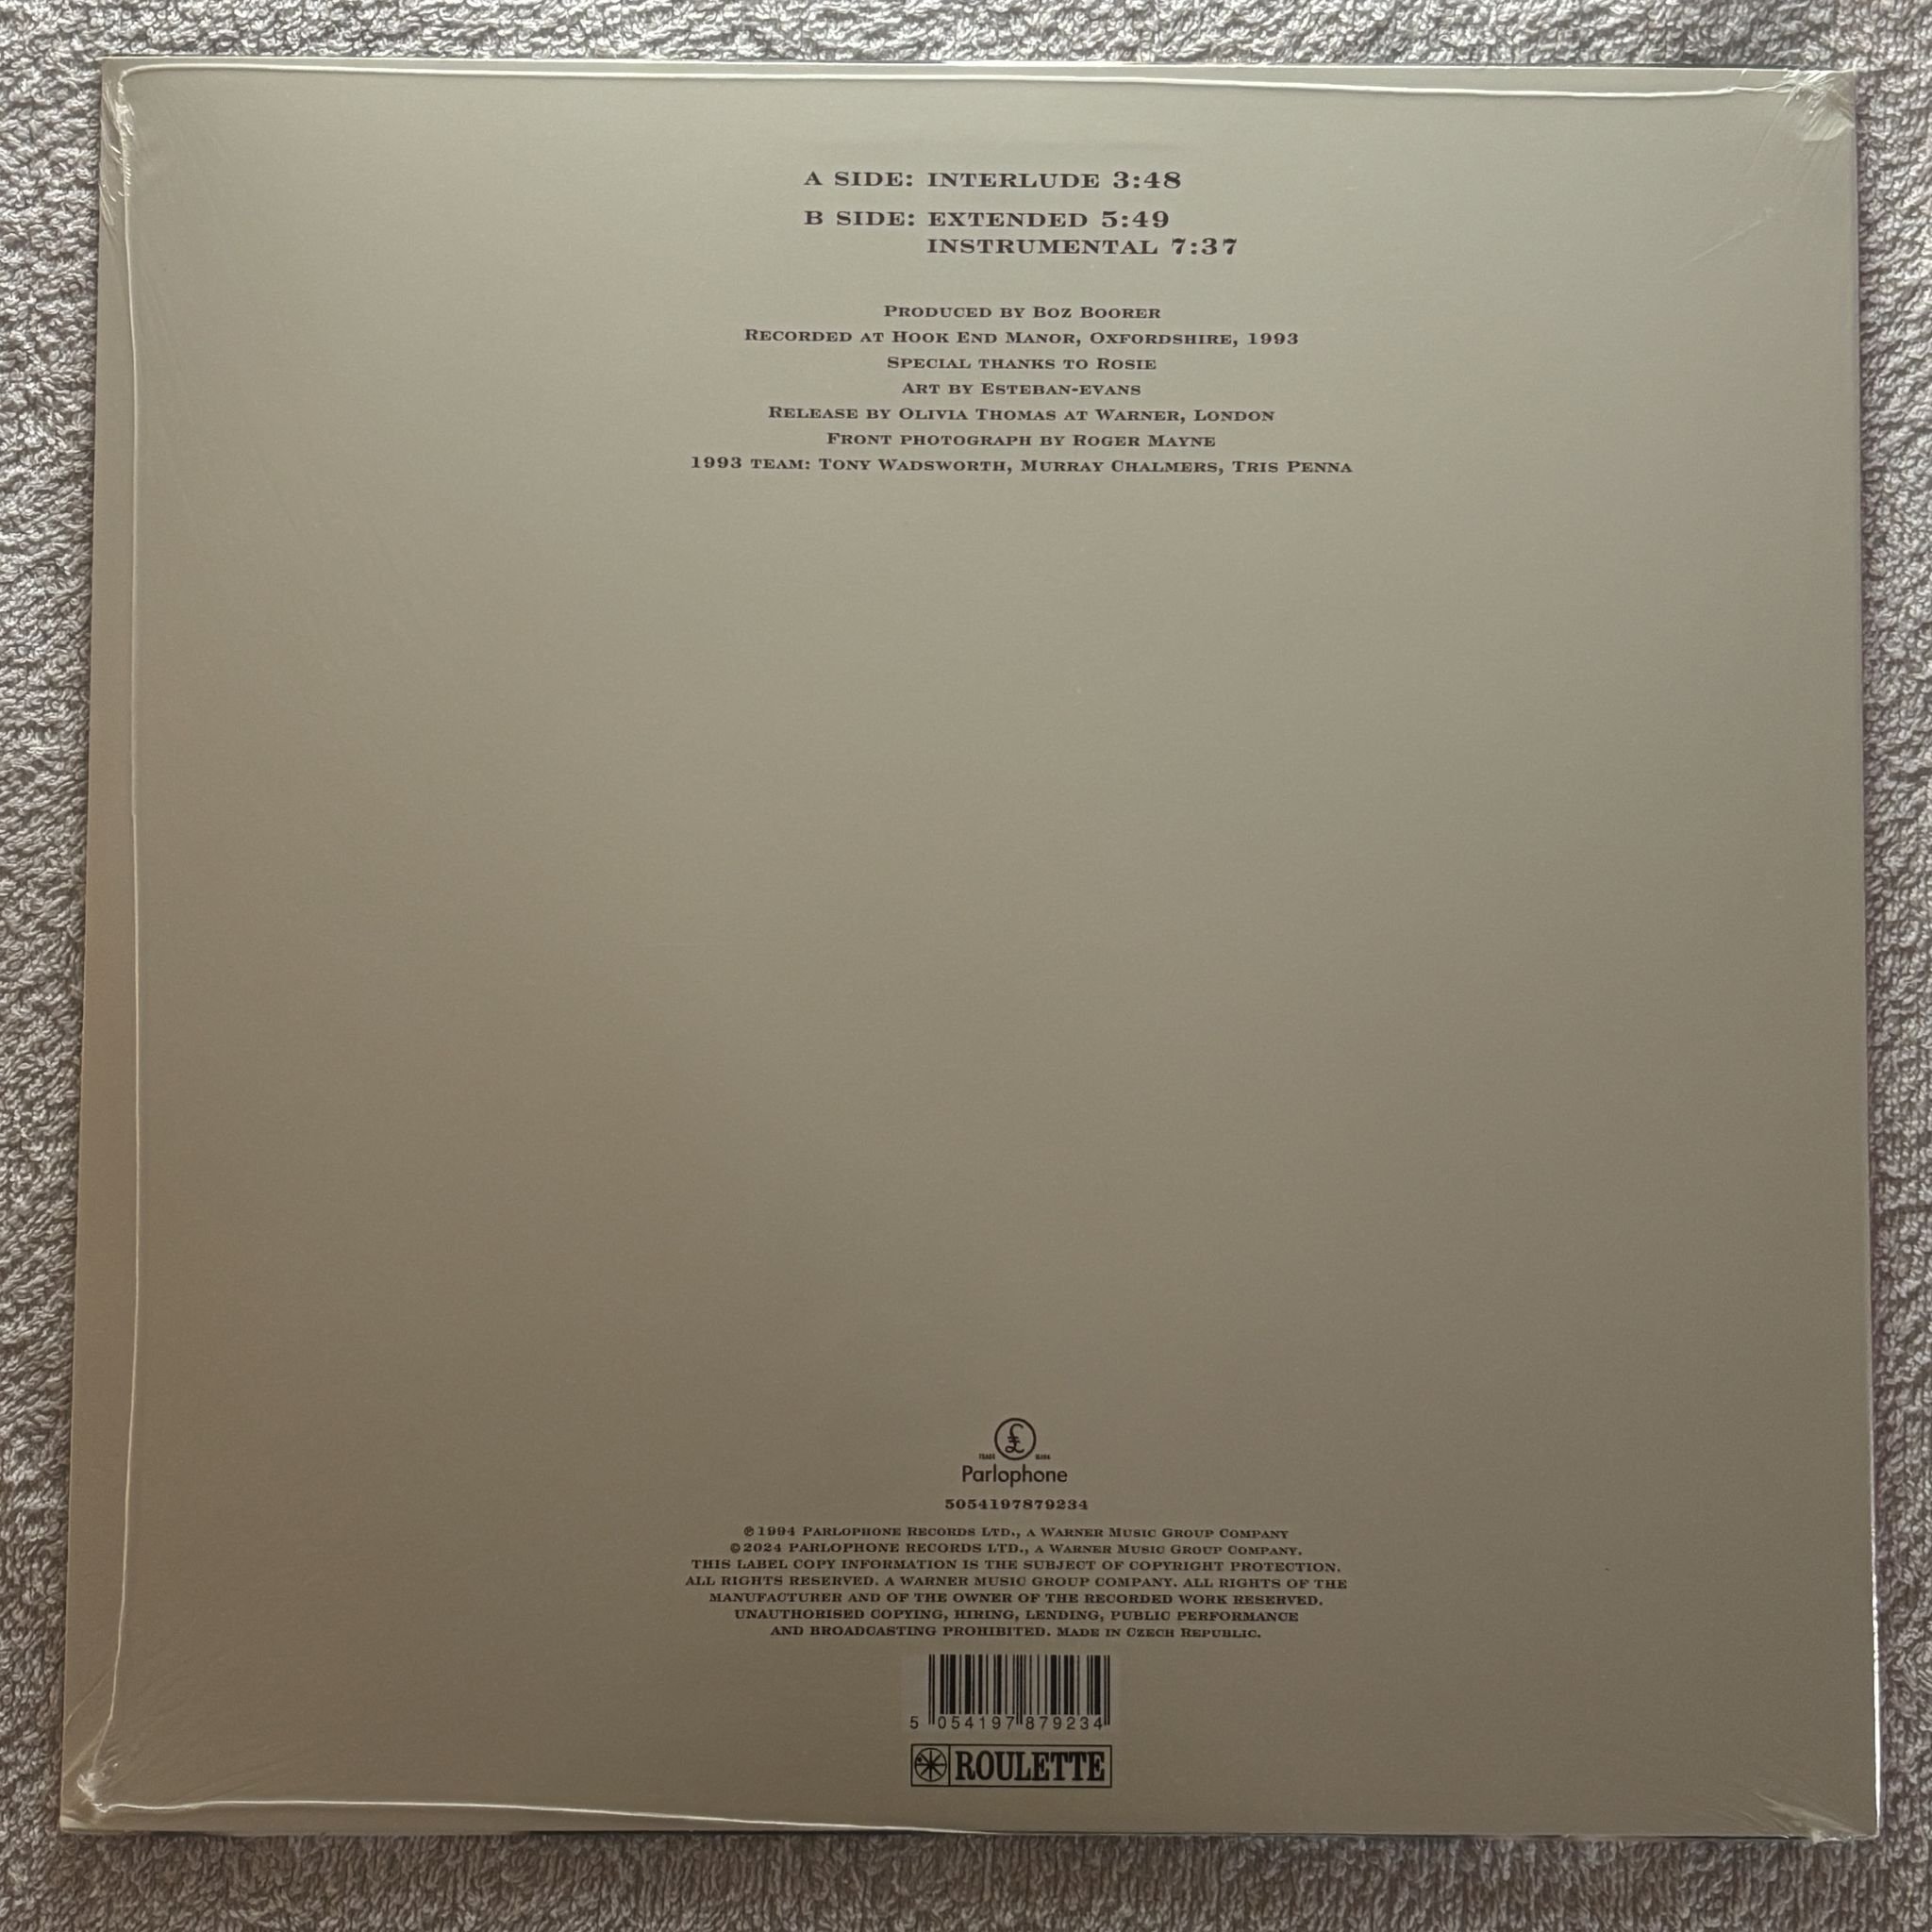 A SIDE: INTERLUDE 3:48
B SIDE: EXTENDED 5:49
INSTRUMENTAL 7:37
PRODUCED BY BOZ BOORER
RECORDED AT HOOK END MANOR, OXFORDSHIRE, 1993
SPECIAL THANKS TO ROSIE
ART BY ESTEBAN-EVANS
RELEASE BY OLIVIA THOMAS AT WARNER, LONDON
FRONT PHOTOGRAPH BY ROGER MAYNE
1993 TEAM: TONY WADSWORTH, MURRAY CHALMERS, TRIS PENNA
£
TRADE MARK
Parlophone
5054197879234
℗1994 PARLOPHONE RECORDS LTD., A WARNER MUSIC GROUP COMPANY
©2024 PARLOPHONE RECORDS LTD., A WARNER MUSIC GROUP COMPANY.
THIS LABEL COPY INFORMATION IS THE SUBJECT OF COPYRIGHT PROTECTION.
ALL RIGHTS RESERVED. A WARNER MUSIC GROUP COMPANY. ALL RIGHTS OF THE
MANUFACTURER AND OF THE OWNER OF THE RECORDED WORK RESERVED.
UNAUTHORISED COPYING, HIRING, LENDING, PUBLIC PERFORMANCE
AND BROADCASTING PROHIBITED. MADE IN CZECH REPUBLIC.
5 054197 879234
ROULETTE